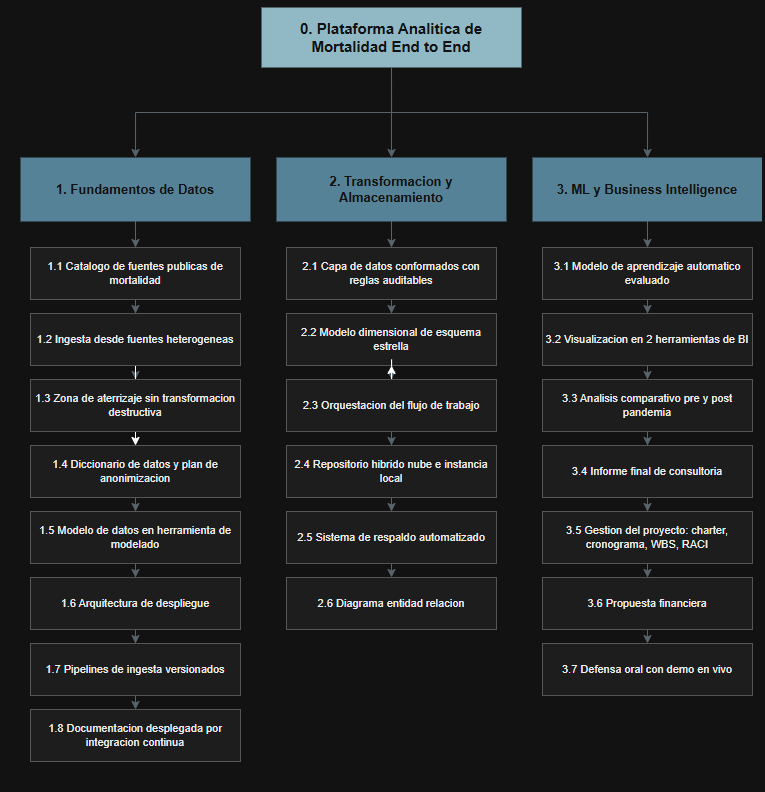 0. Plataforma Analitica de
Mortalidad End to End
1. Fundamentos de Datos
2. Transformacion y
Almacenamiento
3. ML y Business Intelligence
1.1 Catalogo de fuentes publicas de
mortalidad
1.2 Ingesta desde fuentes heterogeneas
1.3 Zona de aterrizaje sin transformacion
destructiva
1.4 Diccionario de datos y plan de
anonimizacion
1.5 Modelo de datos en herramienta de
modelado
1.6 Arquitectura de despliegue
1.7 Pipelines de ingesta versionados
1.8 Documentacion desplegada por
integracion continua
2.1 Capa de datos conformados con
reglas auditables
2.2 Modelo dimensional de esquema
estrella
2.3 Orquestacion del flujo de trabajo
2.4 Repositorio hibrido nube e instancia
local
2.5 Sistema de respaldo automatizado
2.6 Diagrama entidad relacion
3.1 Modelo de aprendizaje automatico
evaluado
3.2 Visualizacion en 2 herramientas de BI
3.3 Analisis comparativo pre y post
pandemia
3.4 Informe final de consultoria
3.5 Gestion del proyecto: charter,
cronograma, WBS, RACI
3.6 Propuesta financiera
3.7 Defensa oral con demo en vivo